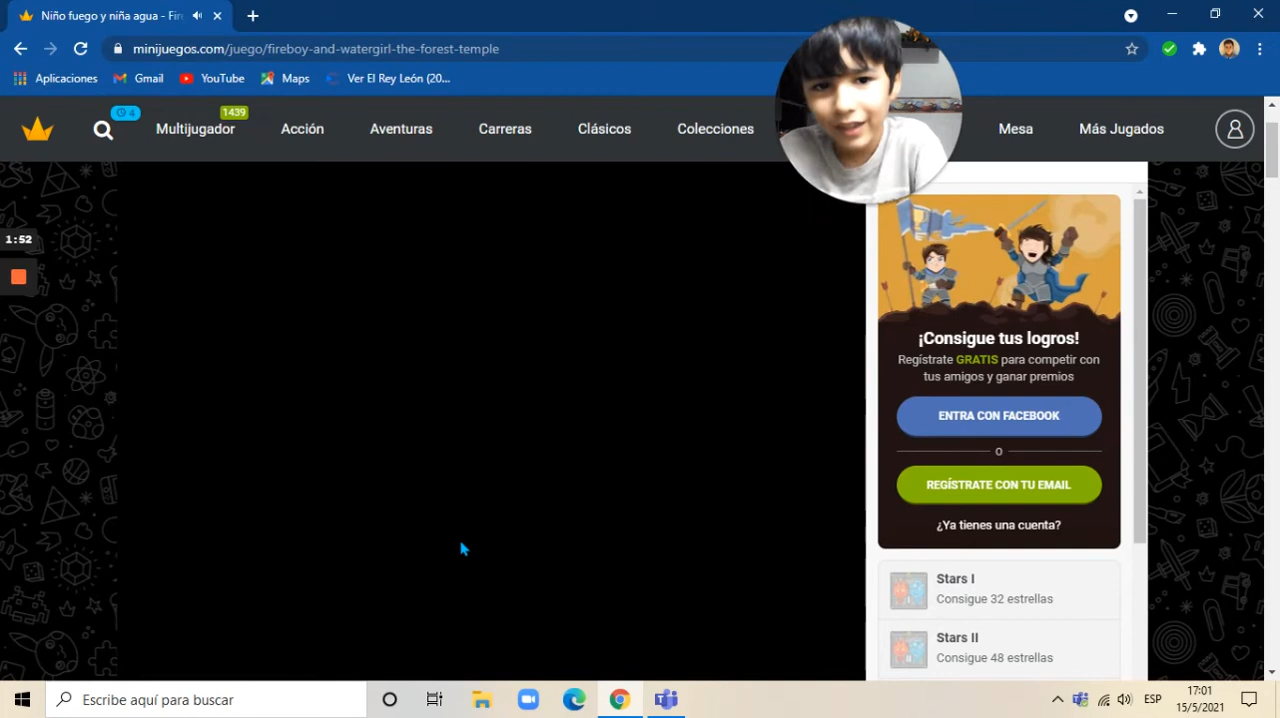 Niño fuego y niña agua - Fir
minijuegos.com/juego/fireboy-and-watergirl-the-forest-temple
Aplicaciones
Gmail
YouTube
Maps
Ver El Rey León (20...
4
1439
Multijugador
Acción
Aventuras
Carreras
Clásicos
Colecciones
Mesa
Más Jugados
1:52
¡Consigue tus logros!
Regístrate GRATIS para competir con
tus amigos y ganar premios
ENTRA CON FACEBOOK
o
REGÍSTRATE CON TU EMAIL
¿Ya tienes una cuenta?
Stars I
Consigue 32 estrellas
Stars II
Consigue 48 estrellas
Escribe aquí para buscar
ESP
17:01
15/5/2021